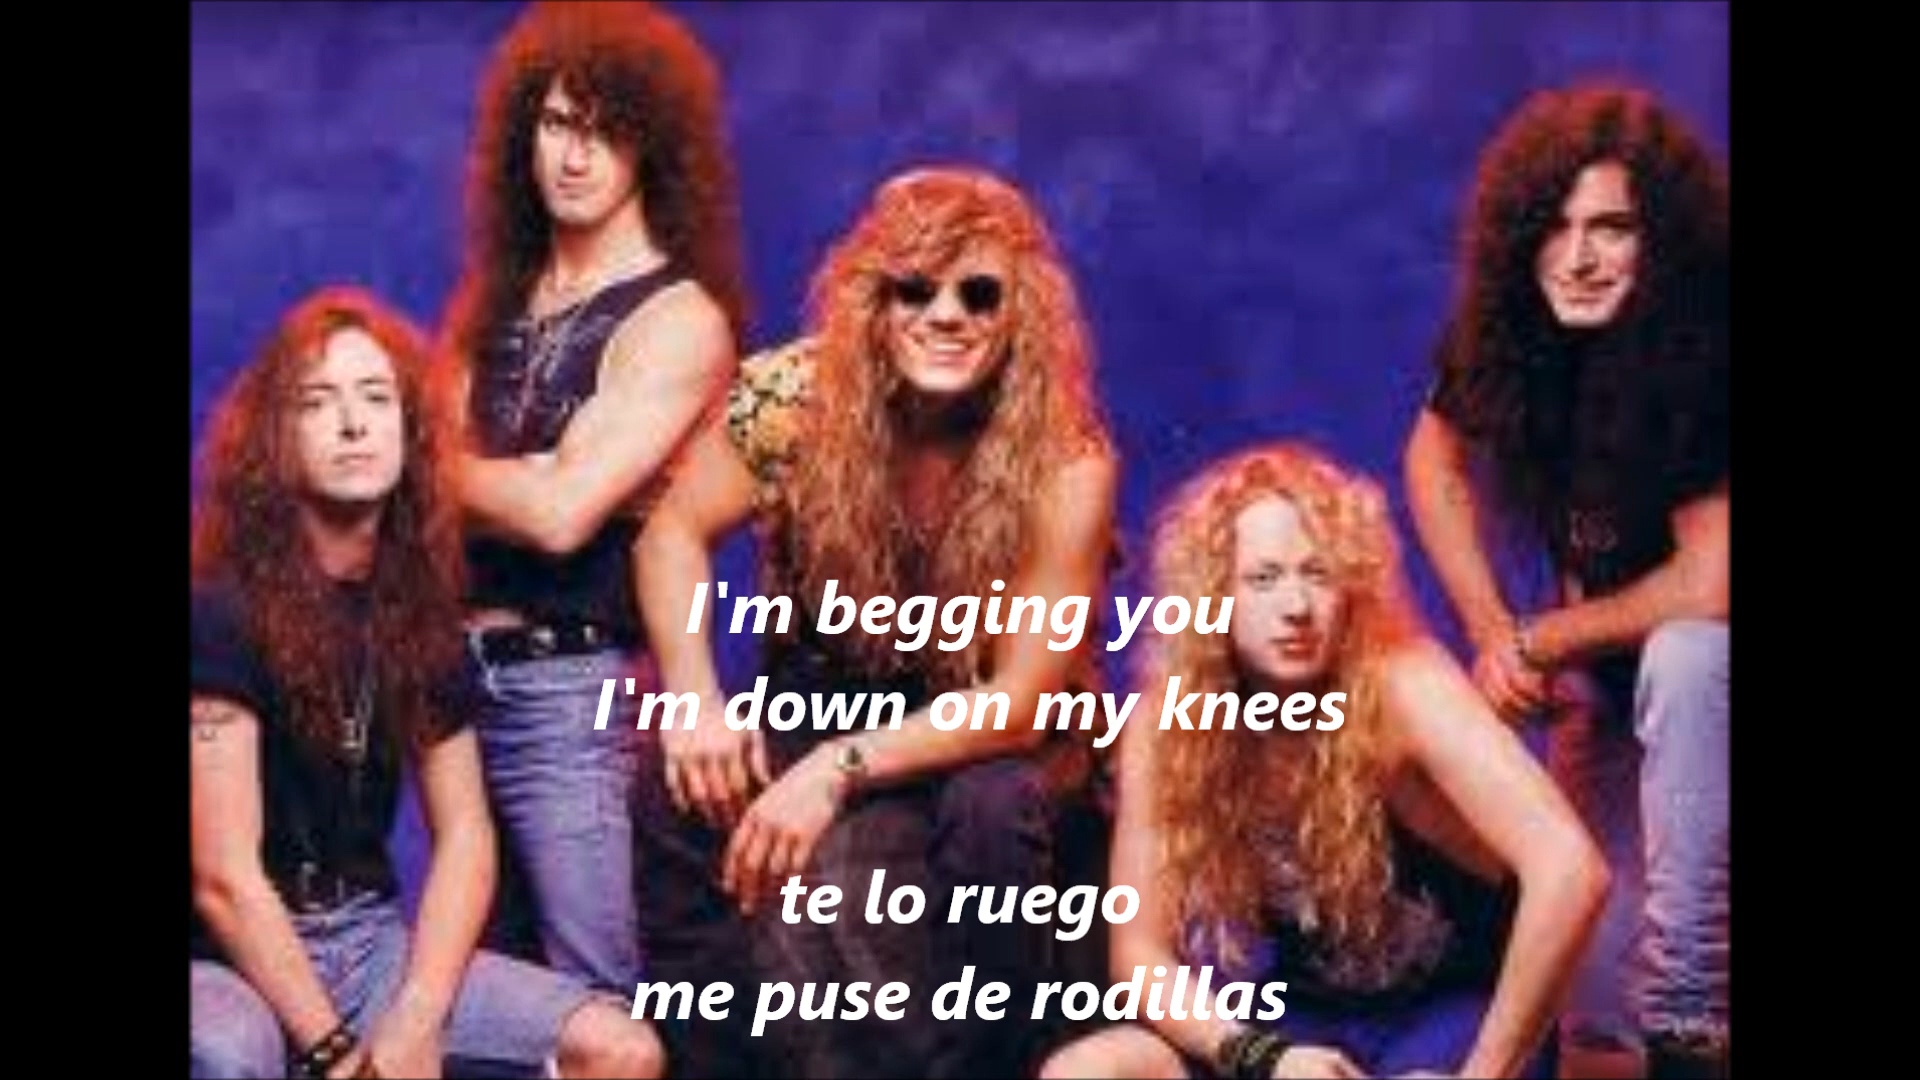 I'm begging you
I'm down on my knees
te lo ruego
me puse de rodillas